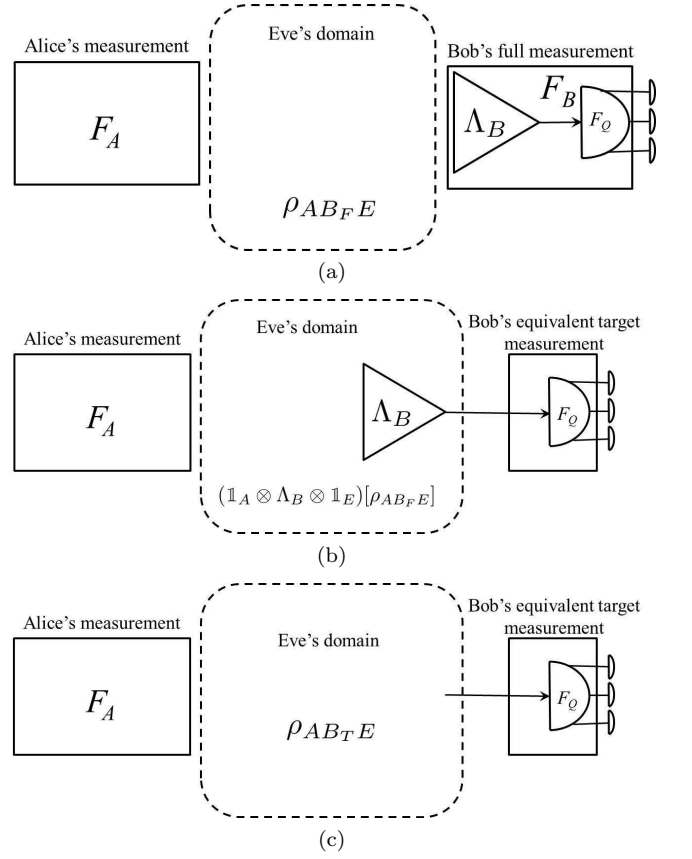 Alice's measurement
Eve's domain
Bob's full measurement
F_A
Λ_B
F_B
F_Q
ρ_{AB_F E}
(a)
Alice's measurement
Eve's domain
Bob's equivalent target
measurement
F_A
Λ_B
F_Q
(𝟙_A ⊗ Λ_B ⊗ 𝟙_E)[ρ_{AB_F E}]
(b)
Alice's measurement
Eve's domain
Bob's equivalent target
measurement
F_A
F_Q
ρ_{AB_T E}
(c)